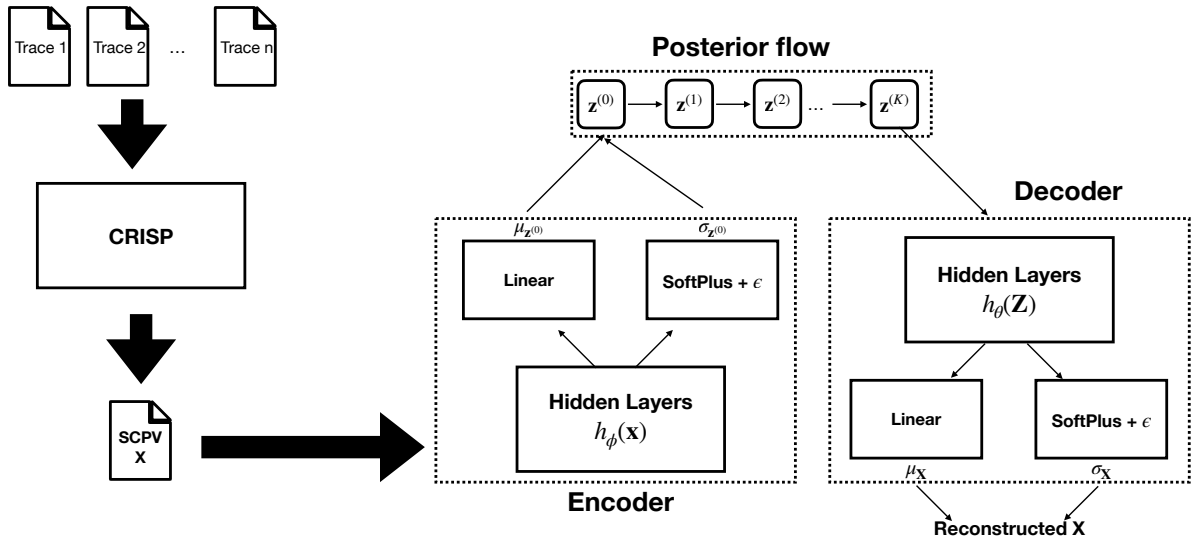 Trace 1
Trace 2
...
Trace n
CRISP
SCPV
X
Posterior flow
𝐳⁽⁰⁾
𝐳⁽¹⁾
𝐳⁽²⁾
...
𝐳⁽ᴷ⁾
μ𝐳⁽⁰⁾
σ𝐳⁽⁰⁾
Linear
SoftPlus + ϵ
Hidden Layers
hϕ(𝐱)
Encoder
Decoder
Hidden Layers
hθ(𝐙)
Linear
SoftPlus + ϵ
μ𝐗
σ𝐗
Reconstructed X